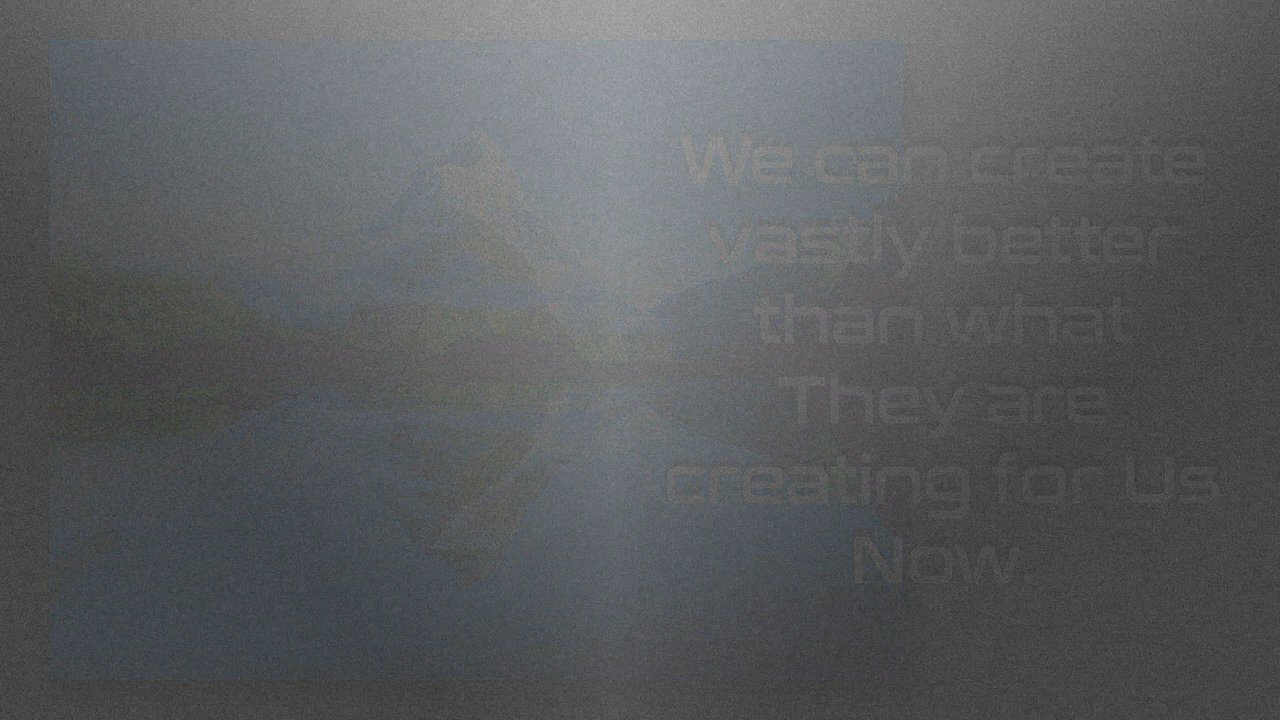 We can create
vastly better
than what
They are
creating for Us
Now.